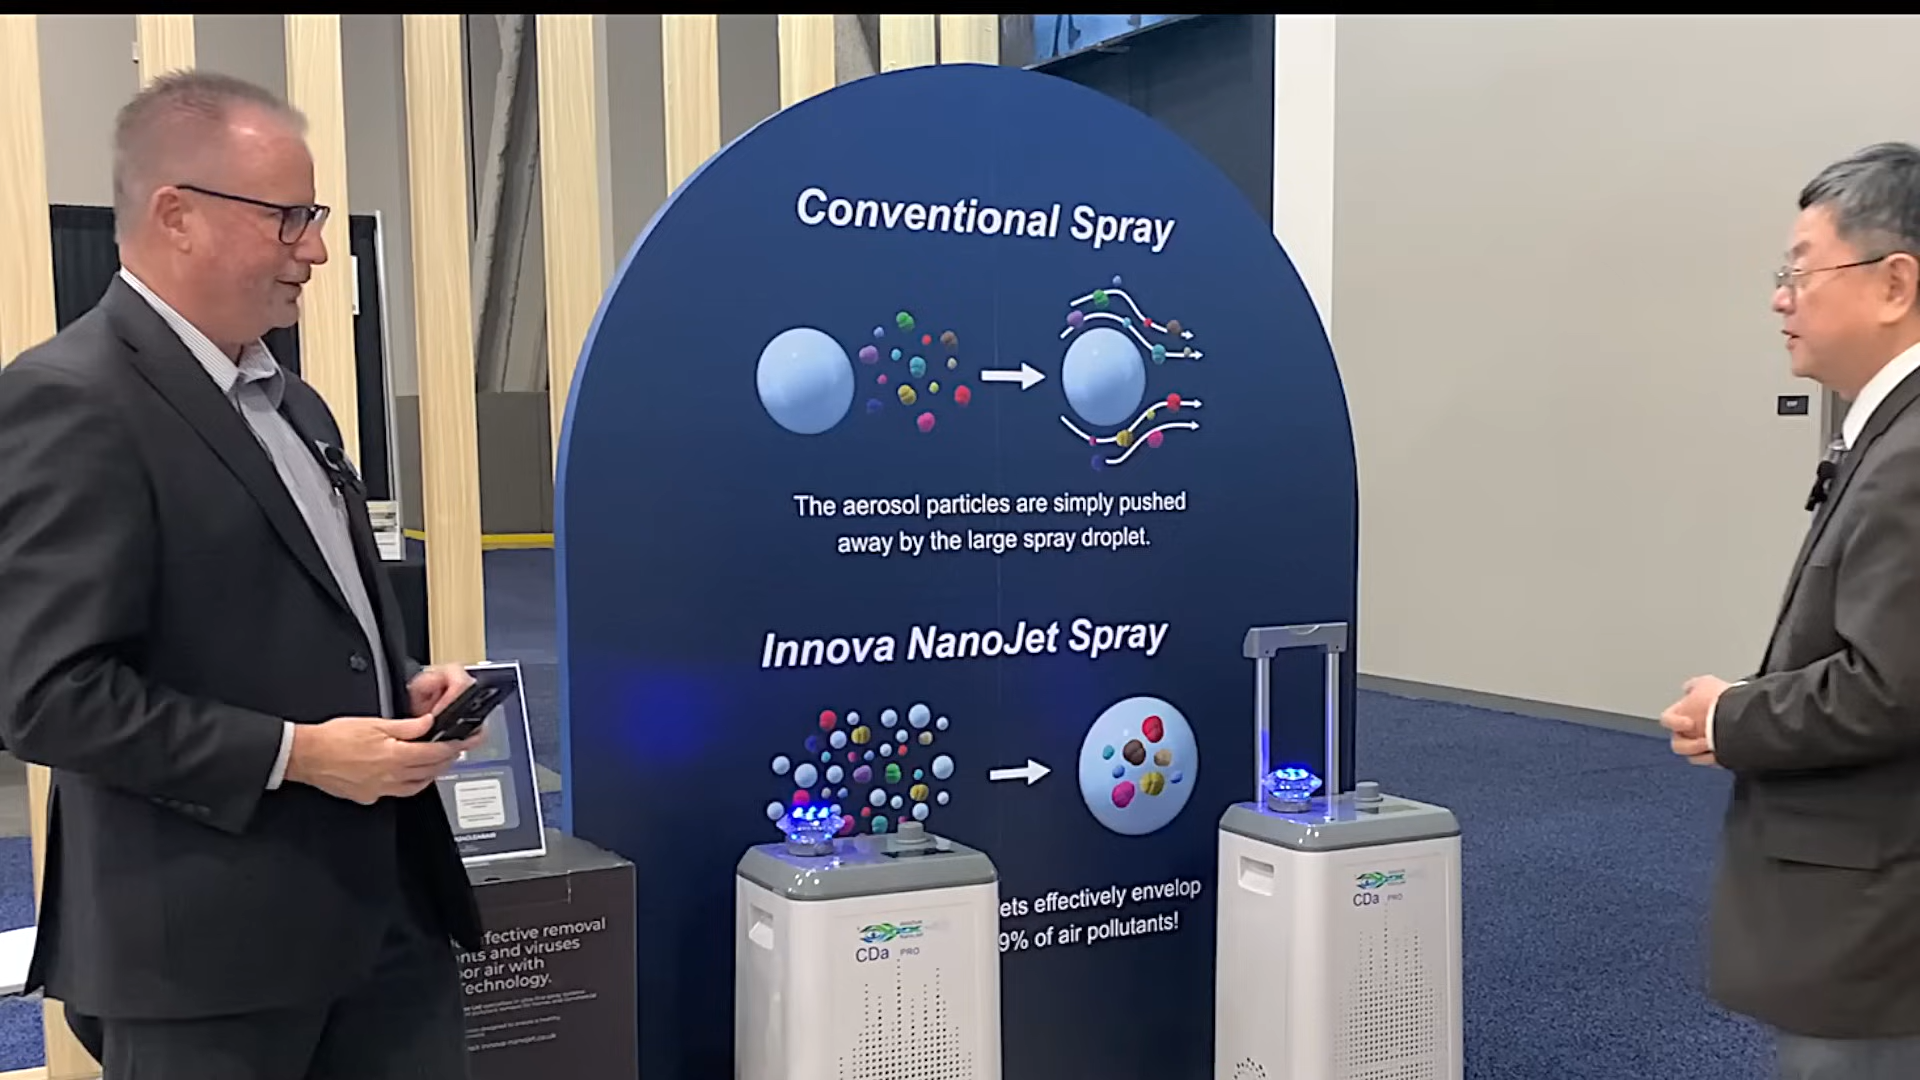 Conventional Spray
The aerosol particles are simply pushed
away by the large spray droplet.
Innova NanoJet Spray
ets effectively envelop
9% of air pollutants!
CDa PRO
CDa PRO
fective removal
nts and viruses
or air with
Technology.